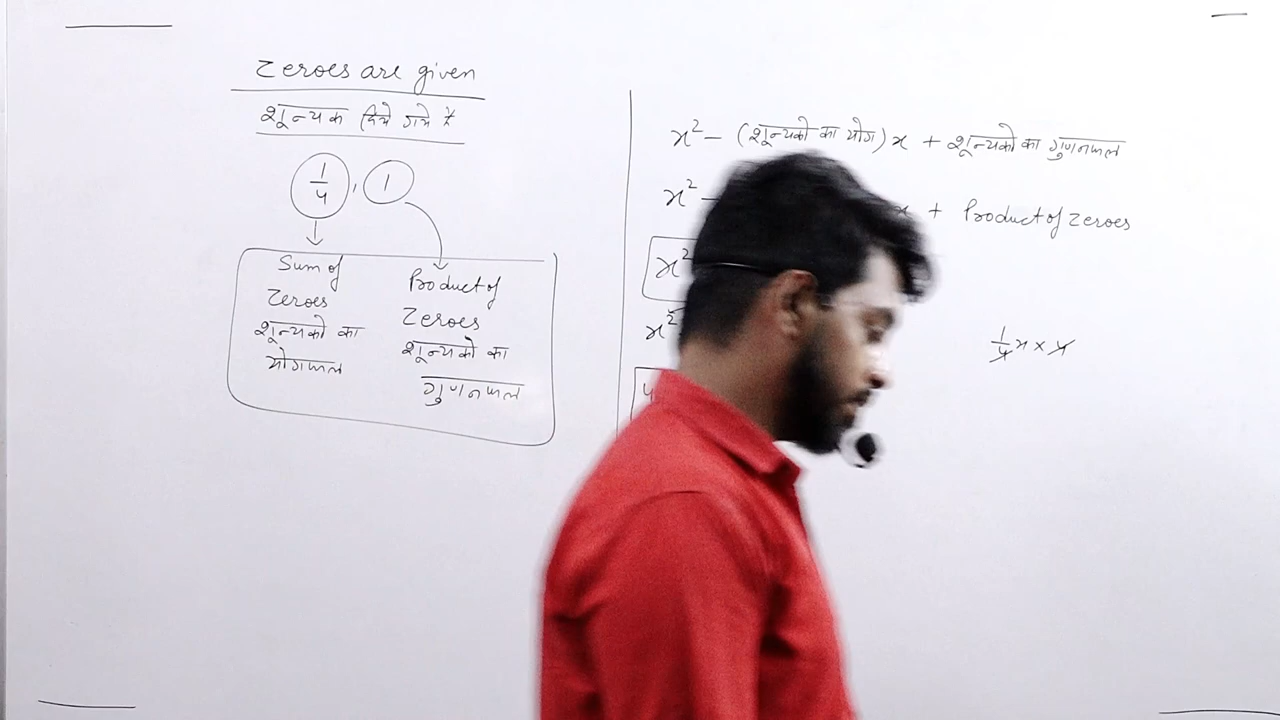 Zeroes are given
शून्यक दिये गये हैं
1/4, 1
Sum of
Zeroes
शून्यको का
योगफल
Product of
Zeroes
शून्यको का
गुणनफल
x² - (शून्यको का योग) x + शून्यको का गुणनफल
x² - x + Product of Zeroes
x²
x²
1/4 x × 4